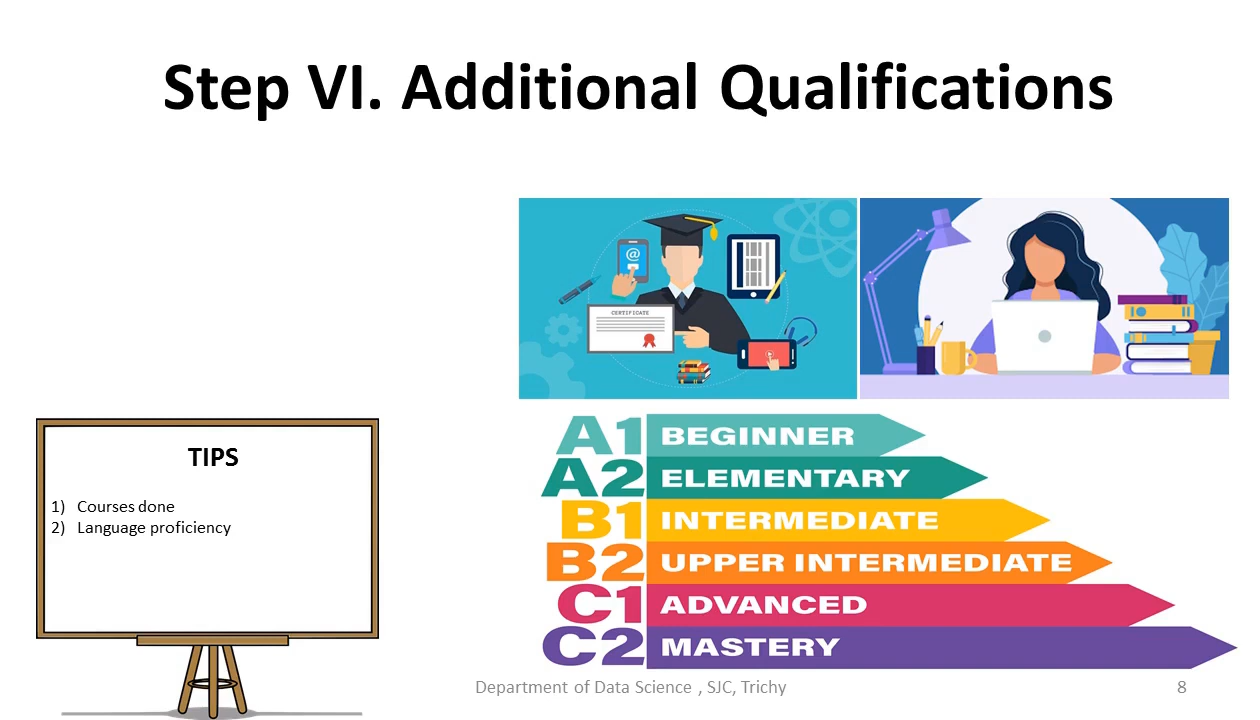 Step VI. Additional Qualifications
@
CERTIFICATE
TIPS
1) Courses done
2) Language proficiency
A1 BEGINNER
A2 ELEMENTARY
B1 INTERMEDIATE
B2 UPPER INTERMEDIATE
C1 ADVANCED
C2 MASTERY
Department of Data Science , SJC, Trichy
8